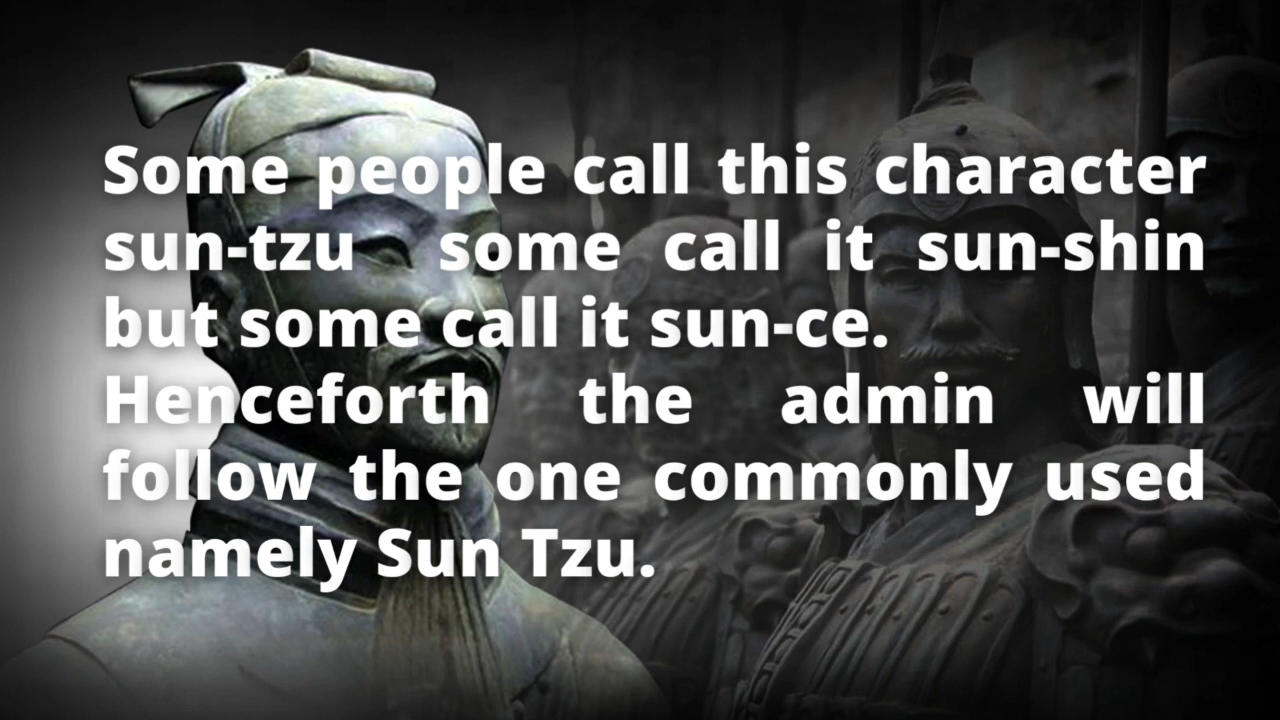 Some people call this character
sun-tzu some call it sun-shin
but some call it sun-ce.
Henceforth the admin will
follow the one commonly used
namely Sun Tzu.